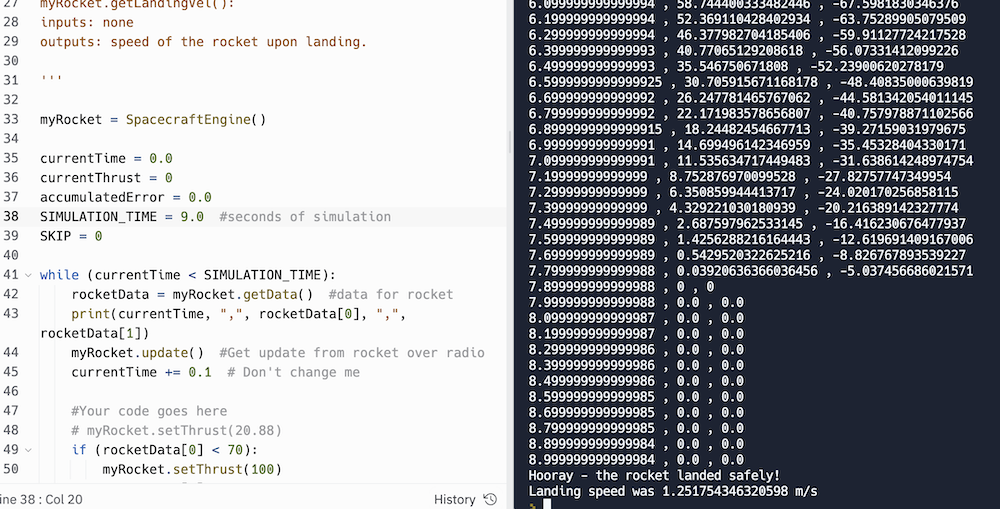 27 myRocket.getLandingVel():
28 inputs: none
29 outputs: speed of the rocket upon landing.
30
31 '''
32
33 myRocket = SpacecraftEngine()
34
35 currentTime = 0.0
36 currentThrust = 0
37 accumulatedError = 0.0
38 SIMULATION_TIME = 9.0  #seconds of simulation
39 SKIP = 0
40
41 while (currentTime < SIMULATION_TIME):
42 rocketData = myRocket.getData()  #data for rocket
43 print(currentTime, ",", rocketData[0], ",",
rocketData[1])
44 myRocket.update()  #Get update from rocket over radio
45 currentTime += 0.1  # Don't change me
46
47 #Your code goes here
48 # myRocket.setThrust(20.88)
49 if (rocketData[0] < 70):
50 myRocket.setThrust(100)
ine 38 : Col 20
History
6.099999999999994 , 58.744400333482446 , -67.5981830346376
6.199999999999994 , 52.369110428402934 , -63.75289905079509
6.299999999999994 , 46.377982704185406 , -59.91127724217528
6.399999999999993 , 40.77065129208618 , -56.07331412099226
6.499999999999993 , 35.546750671808 , -52.23900620278179
6.5999999999999925 , 30.705915671168178 , -48.40835000639819
6.699999999999992 , 26.247781465767062 , -44.581342054011145
6.799999999999992 , 22.171983578656807 , -40.757978871102566
6.8999999999999915 , 18.24482454667713 , -39.27159031979675
6.999999999999991 , 14.699496142346959 , -35.45328404330171
7.099999999999991 , 11.535634717449483 , -31.638614248974754
7.19999999999999 , 8.752876970099528 , -27.82757747349954
7.29999999999999 , 6.350859944413717 , -24.020170256858115
7.39999999999999 , 4.329221030180939 , -20.216389142327774
7.499999999999989 , 2.687597962533145 , -16.416230676477937
7.599999999999989 , 1.4256288216164443 , -12.619691409167006
7.699999999999989 , 0.5429520322625216 , -8.826767893539227
7.799999999999988 , 0.03920636366036456 , -5.037456686021571
7.899999999999988 , 0 , 0
7.999999999999988 , 0.0 , 0.0
8.099999999999987 , 0.0 , 0.0
8.199999999999987 , 0.0 , 0.0
8.299999999999986 , 0.0 , 0.0
8.399999999999986 , 0.0 , 0.0
8.499999999999986 , 0.0 , 0.0
8.599999999999985 , 0.0 , 0.0
8.699999999999985 , 0.0 , 0.0
8.799999999999985 , 0.0 , 0.0
8.899999999999984 , 0.0 , 0.0
8.999999999999984 , 0.0 , 0.0
Hooray - the rocket landed safely!
Landing speed was 1.251754346320598 m/s